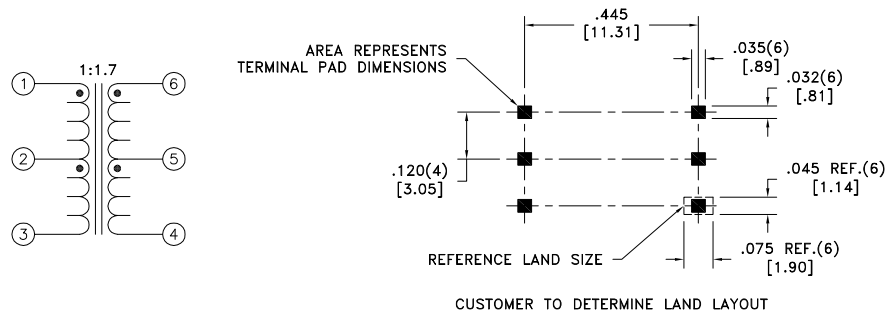 1:1.7
1
2
3
6
5
4
.445
[11.31]
AREA REPRESENTS
TERMINAL PAD DIMENSIONS
.035(6)
[.89]
.032(6)
[.81]
.120(4)
[3.05]
.045 REF.(6)
[1.14]
REFERENCE LAND SIZE
.075 REF.(6)
[1.90]
CUSTOMER TO DETERMINE LAND LAYOUT